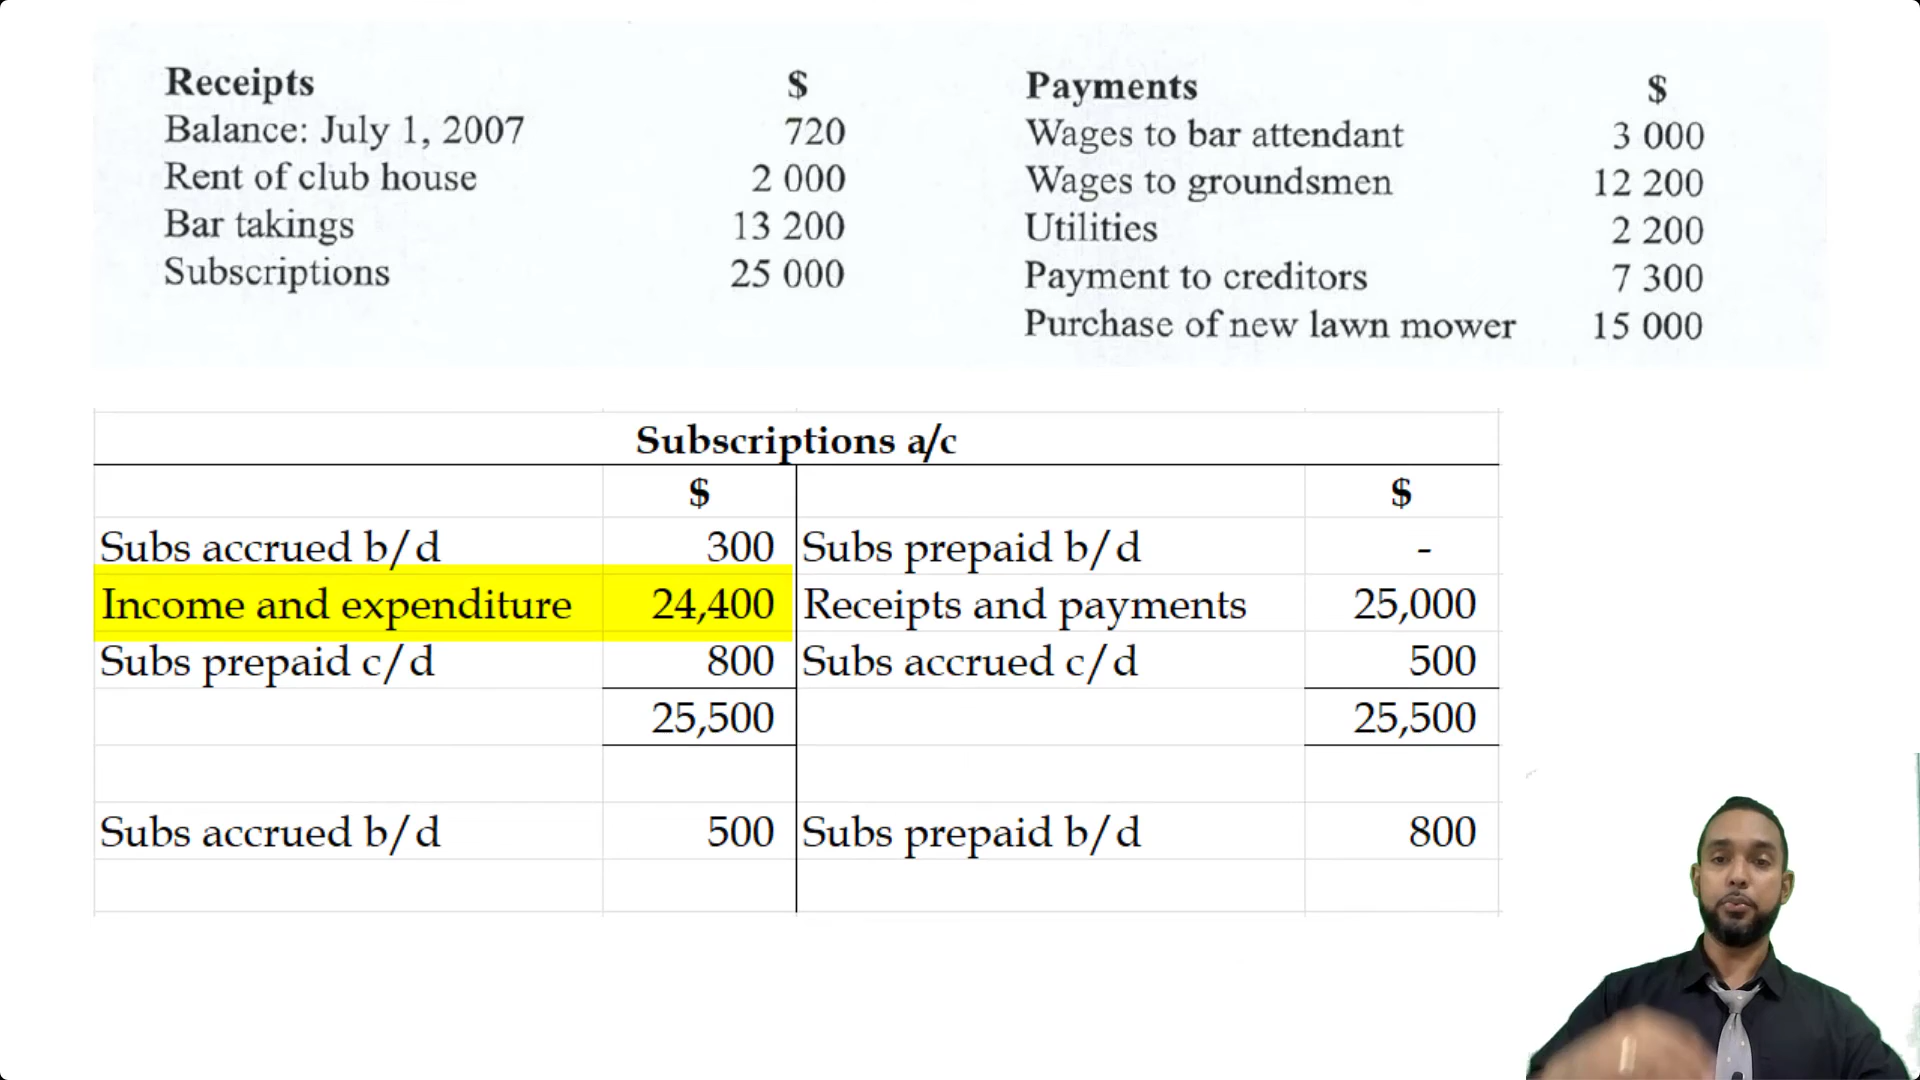 Receipts $
Balance: July 1, 2007 720
Rent of club house 2 000
Bar takings 13 200
Subscriptions 25 000
Payments $
Wages to bar attendant 3 000
Wages to groundsmen 12 200
Utilities 2 200
Payment to creditors 7 300
Purchase of new lawn mower 15 000
Subscriptions a/c
$ $
Subs accrued b/d 300 Subs prepaid b/d -
Income and expenditure 24,400 Receipts and payments 25,000
Subs prepaid c/d 800 Subs accrued c/d 500
25,500 25,500
Subs accrued b/d 500 Subs prepaid b/d 800